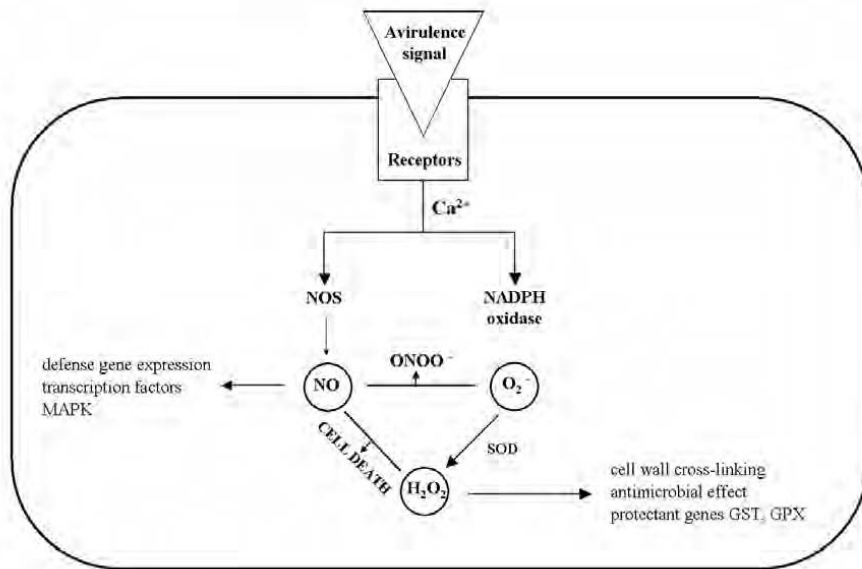 Avirulence
signal
Receptors
Ca²⁺
NOS
NADPH
oxidase
ONOO⁻
defense gene expression
transcription factors
MAPK
NO
O₂⁻
CELL DEATH
SOD
H₂O₂
cell wall cross-linking
antimicrobial effect
protectant genes GST, GPX